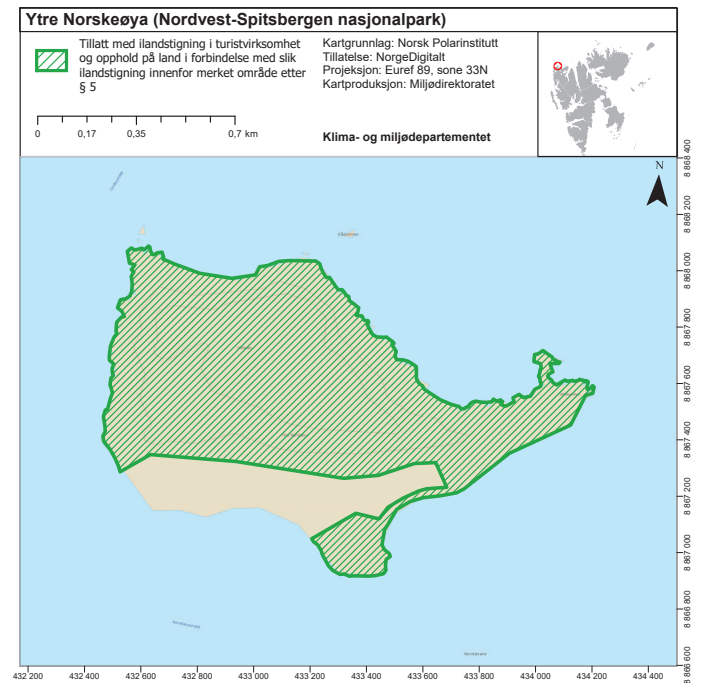 Ytre Norskeøya (Nordvest-Spitsbergen nasjonalpark)
Tillatt med ilandstigning i turistvirksomhet
og opphold på land i forbindelse med slik
ilandstigning innenfor merket område etter
§ 5
Kartgrunnlag: Norsk Polarinstitutt
Tillatelse: NorgeDigitalt
Projeksjon: Euref 89, sone 33N
Kartproduksjon: Miljødirektoratet
0 0,17 0,35 0,7 km
Klima- og miljødepartementet
N
8 868 400
8 868 200
8 868 000
8 867 800
8 867 600
8 867 400
8 867 200
8 867 000
8 866 800
8 866 600
432 200 432 400 432 600 432 800 433 000 433 200 433 400 433 600 433 800 434 000 434 200 434 400